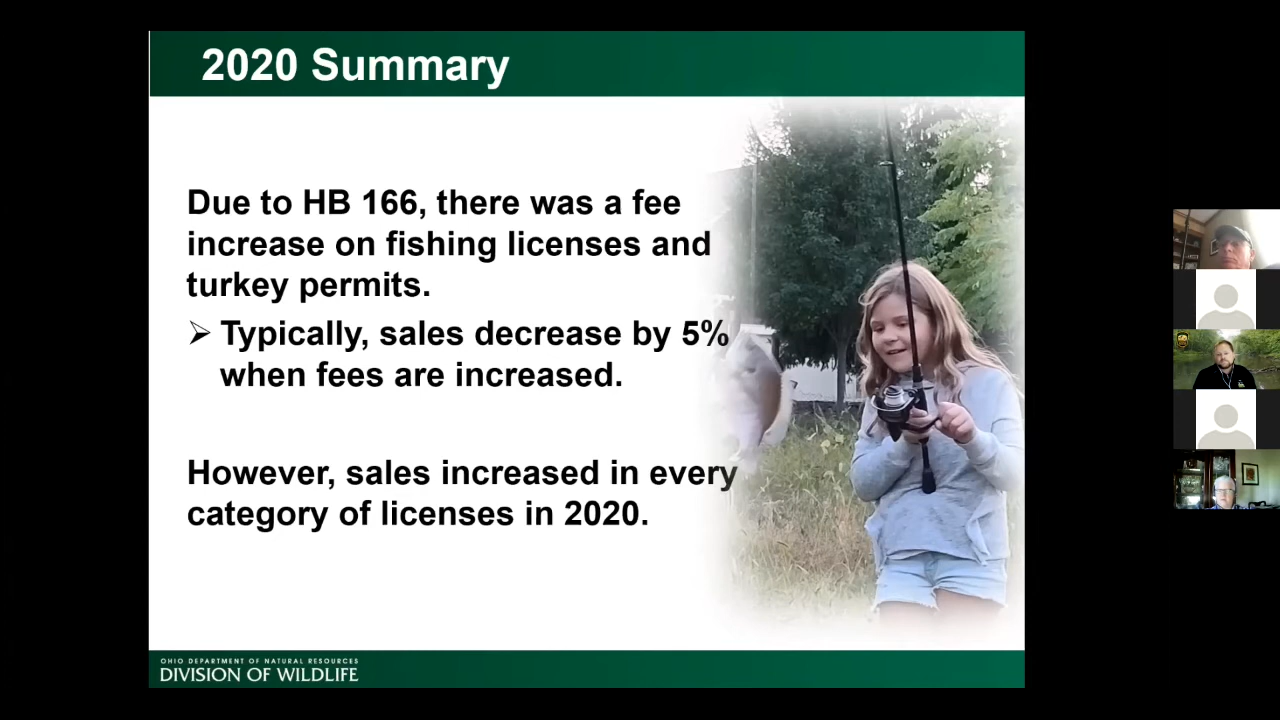 2020 Summary
Due to HB 166, there was a fee
increase on fishing licenses and
turkey permits.
➢ Typically, sales decrease by 5%
when fees are increased.
However, sales increased in every
category of licenses in 2020.
OHIO DEPARTMENT OF NATURAL RESOURCES
DIVISION OF WILDLIFE